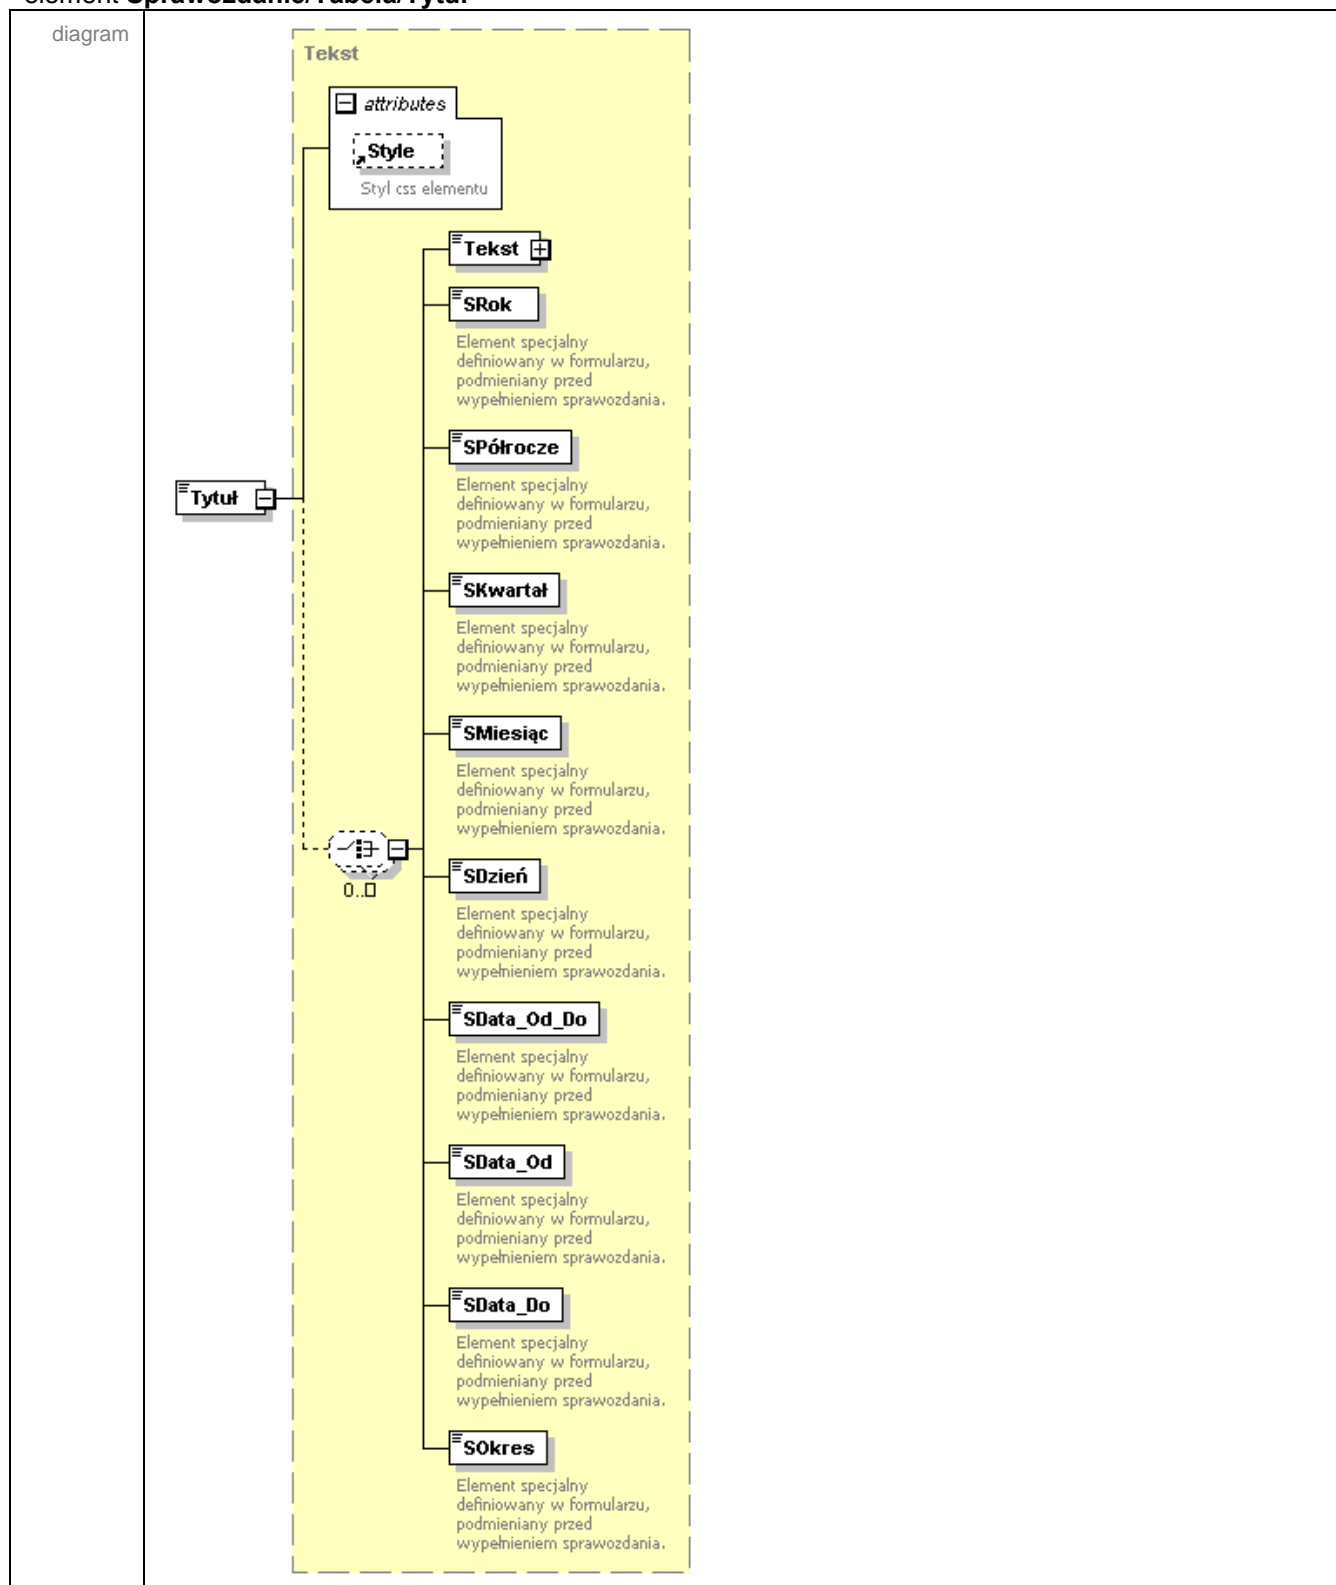 element Sprawozdanie/Tabela/Tytuł
diagram
Tekst
attributes
Style
Styl css elementu
Tekst
SRok
Element specjalny
definiowany w formularzu,
podmieniany przed
wypełnieniem sprawozdania.
SPółrocze
Element specjalny
definiowany w formularzu,
podmieniany przed
wypełnieniem sprawozdania.
Tytuł
SKwartał
Element specjalny
definiowany w formularzu,
podmieniany przed
wypełnieniem sprawozdania.
SMiesiąc
Element specjalny
definiowany w formularzu,
podmieniany przed
wypełnieniem sprawozdania.
0..
SDzień
Element specjalny
definiowany w formularzu,
podmieniany przed
wypełnieniem sprawozdania.
SData_Od_Do
Element specjalny
definiowany w formularzu,
podmieniany przed
wypełnieniem sprawozdania.
SData_Od
Element specjalny
definiowany w formularzu,
podmieniany przed
wypełnieniem sprawozdania.
SData_Do
Element specjalny
definiowany w formularzu,
podmieniany przed
wypełnieniem sprawozdania.
SOkres
Element specjalny
definiowany w formularzu,
podmieniany przed
wypełnieniem sprawozdania.